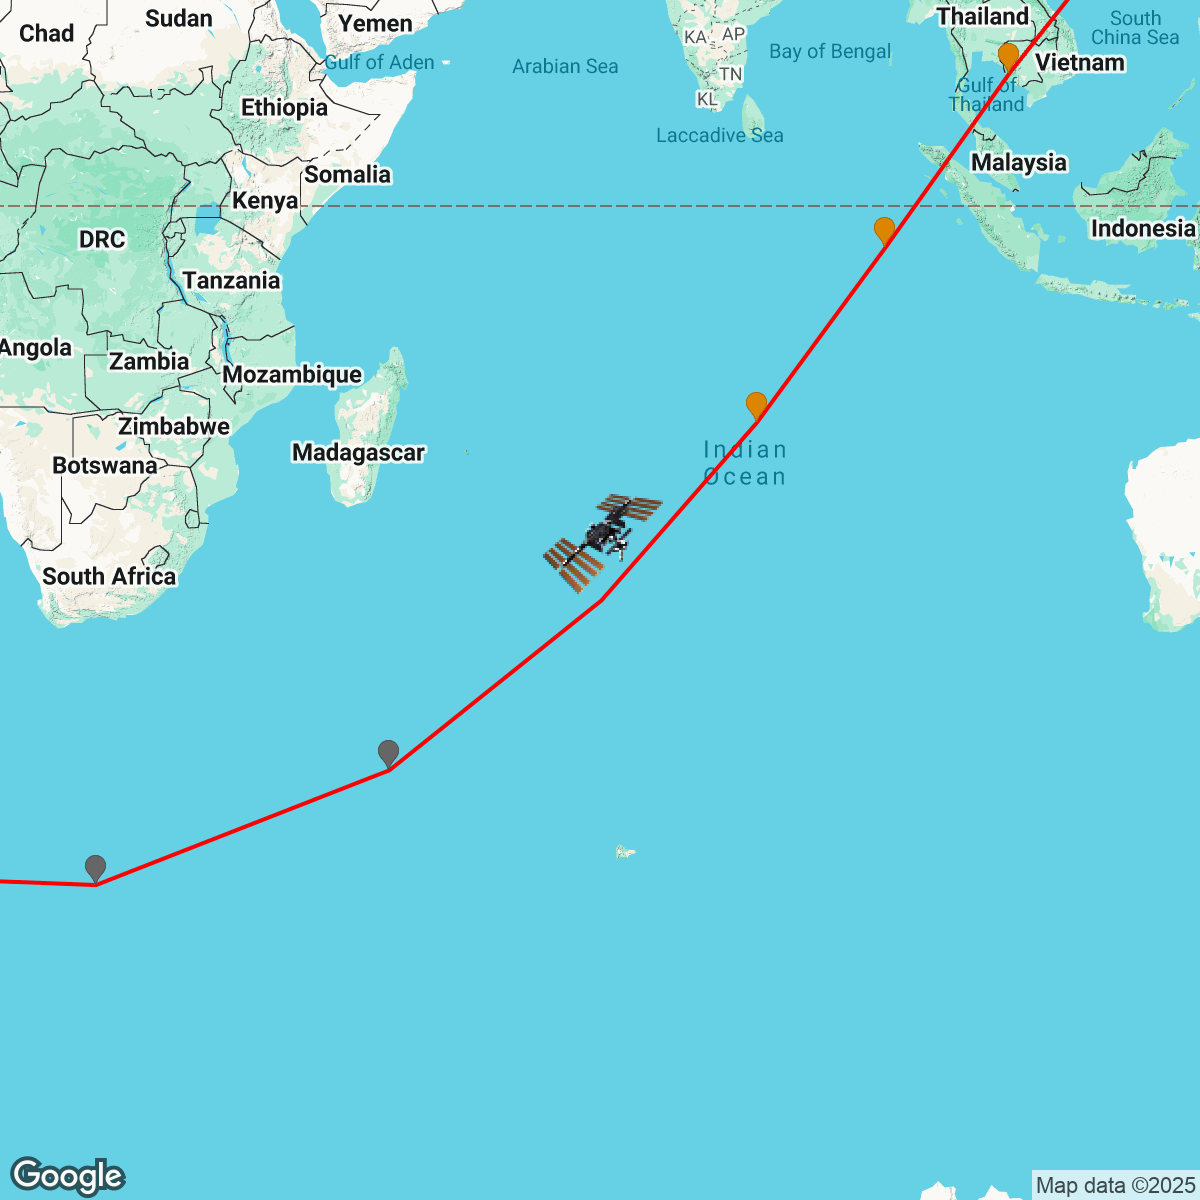 Thailand
South
China Sea
Sudan
Yemen
Chad
KA
AP
Bay of Bengal
Gulf of Aden
Arabian Sea
Vietnam
TN
Gulf of
Thailand
KL
Ethiopia
Laccadive Sea
Malaysia
Somalia
Kenya
Indonesia
DRC
Tanzania
Angola
Zambia
Mozambique
Zimbabwe
Madagascar
Indian
Ocean
Botswana
South Africa
Google
Map data ©2025